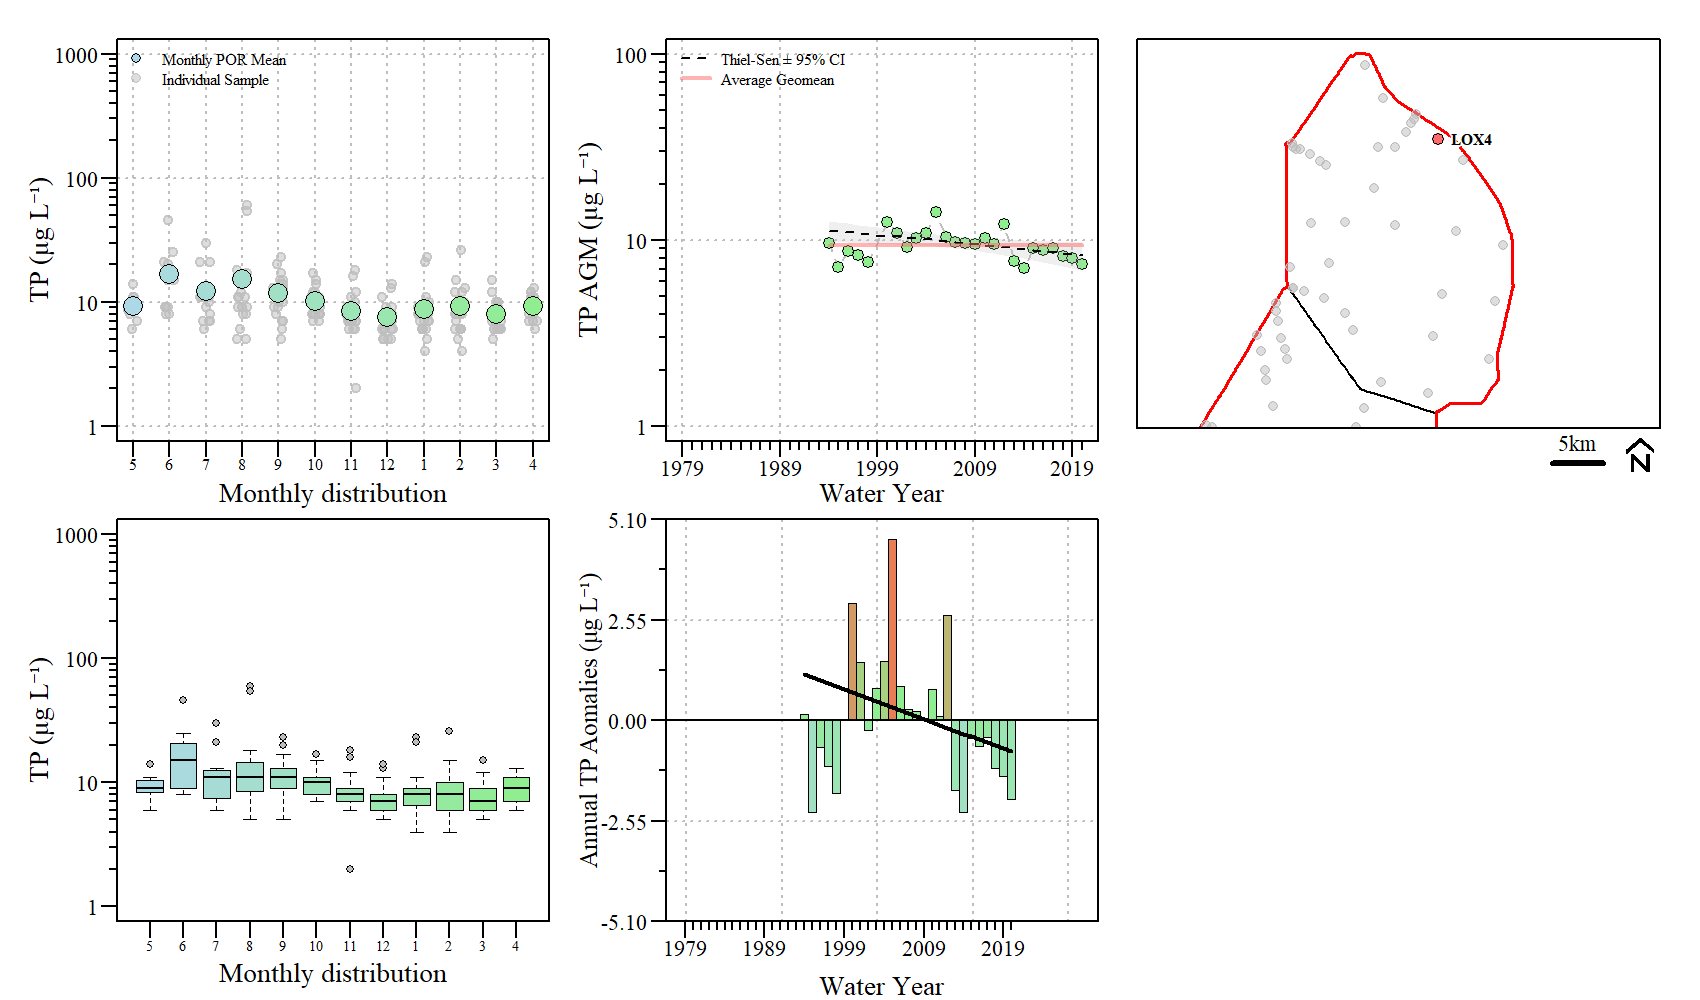 1000
100
10
1
TP (µg L⁻¹)
Monthly POR Mean
Individual Sample
5 6 7 8 9 10 11 12 1 2 3 4
Monthly distribution
100
10
1
TP AGM (µg L⁻¹)
Thiel-Sen ± 95% CI
Average Geomean
1979 1989 1999 2009 2019
Water Year
LOX4
5km
N
1000
100
10
1
TP (µg L⁻¹)
5 6 7 8 9 10 11 12 1 2 3 4
Monthly distribution
5.10
2.55
0.00
-2.55
-5.10
Annual TP Aomalies (µg L⁻¹)
1979 1989 1999 2009 2019
Water Year